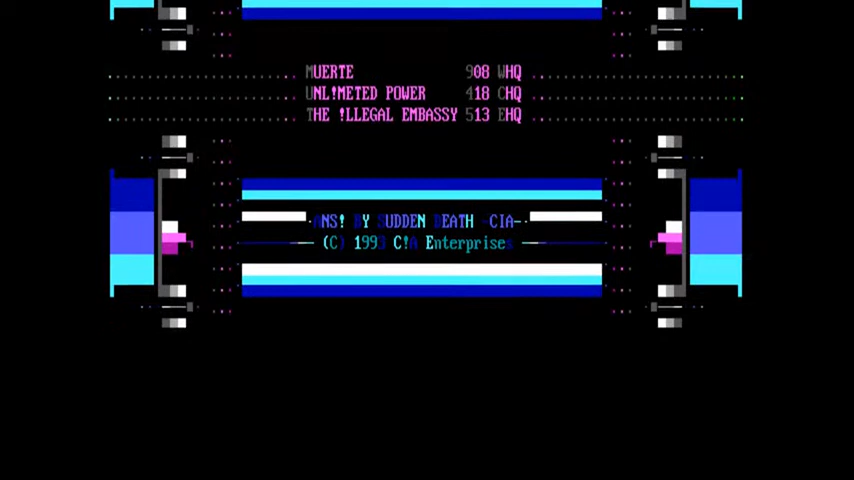 MUERTE 908 WHQ
UNL!METED POWER 418 CHQ
THE !LLEGAL EMBASSY 513 EHQ
ANS! BY SUDDEN DEATH -CIA-
(C) 1993 C!A Enterprises